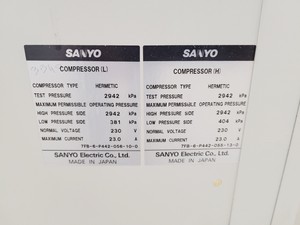 SANYO
COMPRESSOR (L)
COMPRESSOR TYPE HERMETIC
TEST PRESSURE 2942 kPa
MAXIMUM PERMISSIBLE OPERATING PRESSURE
HIGH PRESSURE SIDE 2942 kPa
LOW PRESSURE SIDE 381 kPa
NORMAL VOLTAGE 230 V
MAXIMUM CURRENT 23.0 A
SANYO Electric Co., Ltd.
MADE IN JAPAN
SANYO
COMPRESSOR (H)
COMPRESSOR TYPE HERMETIC
TEST PRESSURE 2942 kPa
MAXIMUM PERMISSIBLE OPERATING PRESSURE
HIGH PRESSURE SIDE 2942 kPa
LOW PRESSURE SIDE 404 kPa
NORMAL VOLTAGE 230 V
MAXIMUM CURRENT 23.0 A
SANYO Electric Co., Ltd.
MADE IN JAPAN